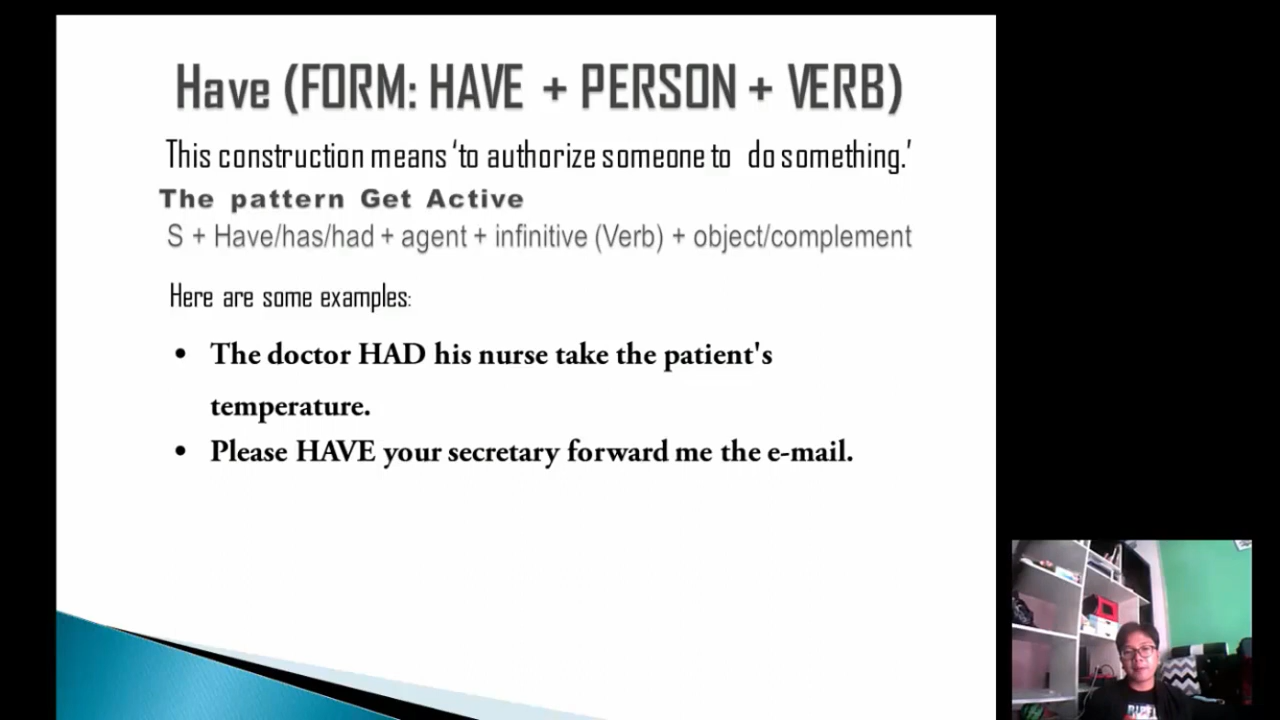 Have (FORM: HAVE + PERSON + VERB)
This construction means ‘to authorize someone to do something.’
The pattern Get Active
S + Have/has/had + agent + infinitive (Verb) + object/complement
Here are some examples:
• The doctor HAD his nurse take the patient's
temperature.
• Please HAVE your secretary forward me the e-mail.